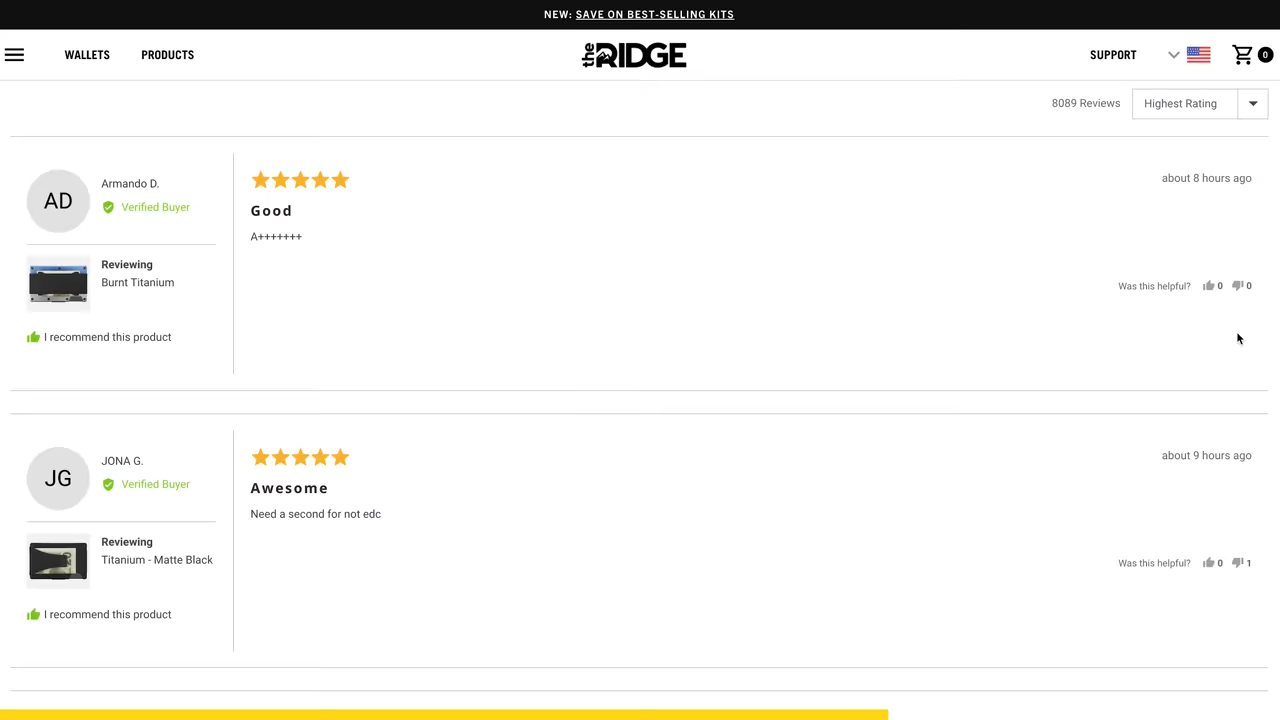 NEW: SAVE ON BEST-SELLING KITS
WALLETS PRODUCTS the RIDGE SUPPORT 0
8089 Reviews Highest Rating
AD
Armando D.
Verified Buyer
Reviewing
Burnt Titanium
I recommend this product
Good
A+++++++
about 8 hours ago
Was this helpful? 0 0
JG
JONA G.
Verified Buyer
Reviewing
Titanium - Matte Black
I recommend this product
Awesome
Need a second for not edc
about 9 hours ago
Was this helpful? 0 1